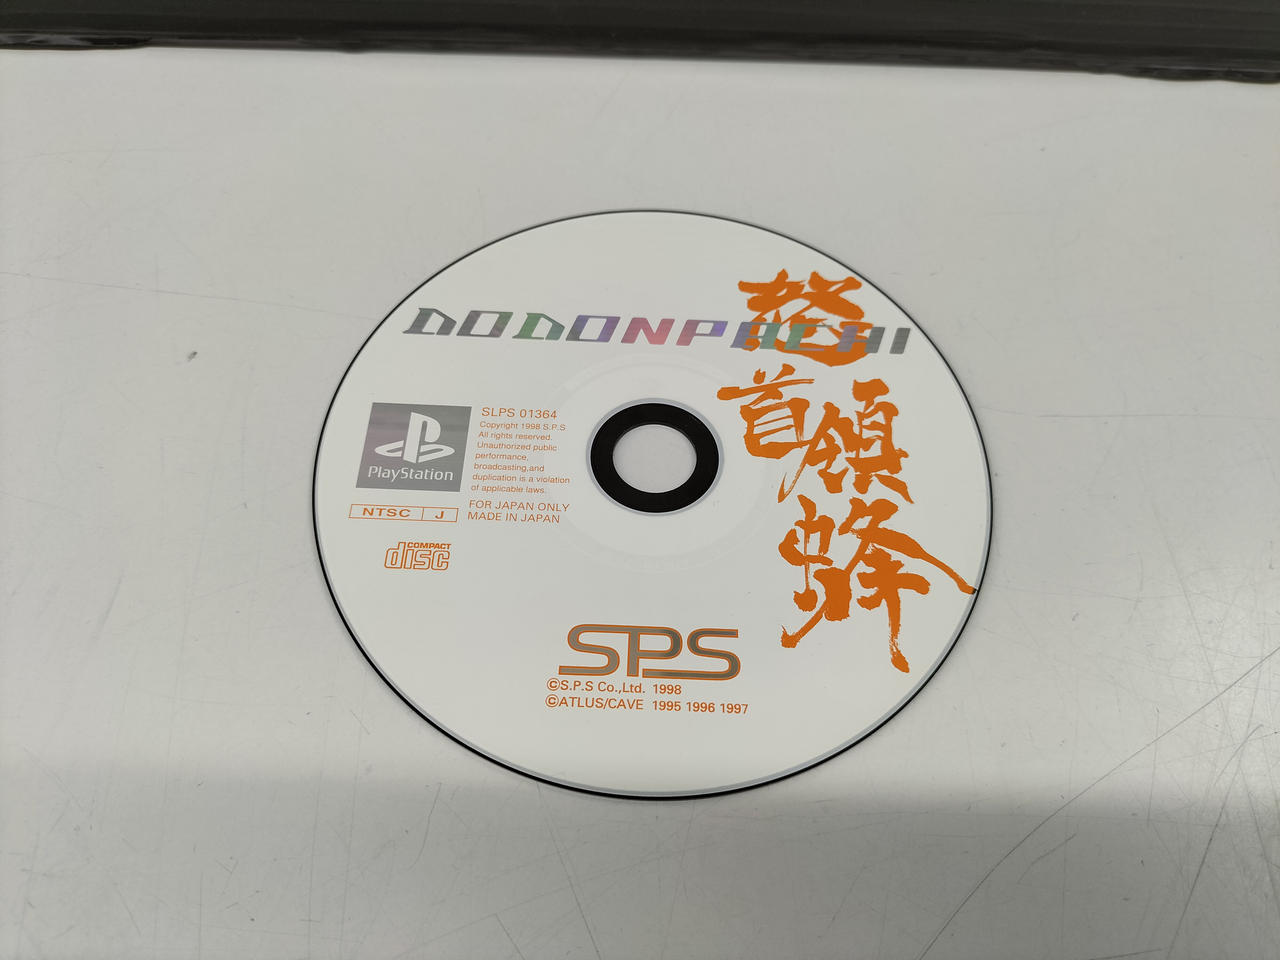 DODONPACHI
怒
首領
蜂
PlayStation
SLPS 01364
Copyright 1998 S.P.S
All rights reserved.
Unauthorized public
performance,
broadcasting,and
duplication is a violation
of applicable laws.
NTSC J
FOR JAPAN ONLY
MADE IN JAPAN
COMPACT
disc
SPS
©S.P.S Co.,Ltd. 1998
©ATLUS/CAVE 1995 1996 1997